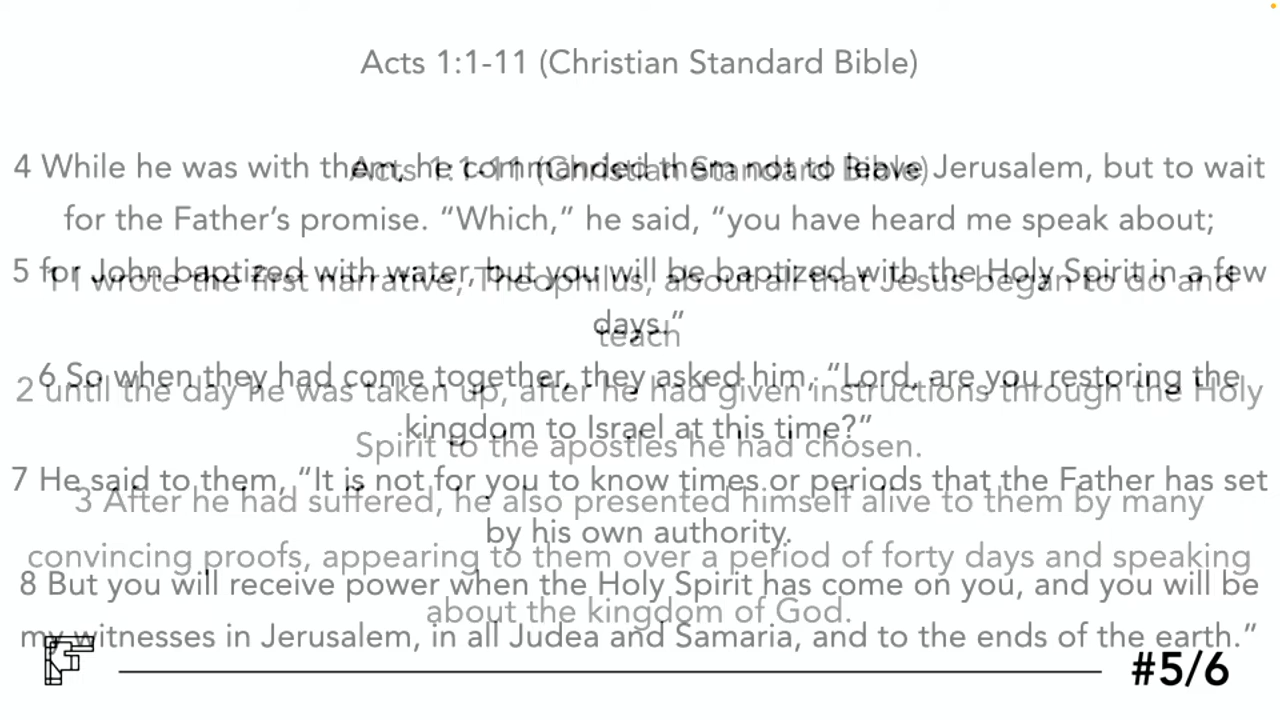 Acts 1:1-11 (Christian Standard Bible)
4 While he was with them, he commanded them not to leave Jerusalem, but to wait
for the Father’s promise. “Which,” he said, “you have heard me speak about;
5 for John baptized with water, but you will be baptized with the Holy Spirit in a few
days.”
6 So when they had come together, they asked him, “Lord, are you restoring the
kingdom to Israel at this time?”
7 He said to them, “It is not for you to know times or periods that the Father has set
by his own authority.
8 But you will receive power when the Holy Spirit has come on you, and you will be
my witnesses in Jerusalem, in all Judea and Samaria, and to the ends of the earth.”
Acts 1:1-11 (Christian Standard Bible)
1 I wrote the first narrative, Theophilus, about all that Jesus began to do and
teach
2 until the day he was taken up, after he had given instructions through the Holy
Spirit to the apostles he had chosen.
3 After he had suffered, he also presented himself alive to them by many
convincing proofs, appearing to them over a period of forty days and speaking
about the kingdom of God.
#5/6